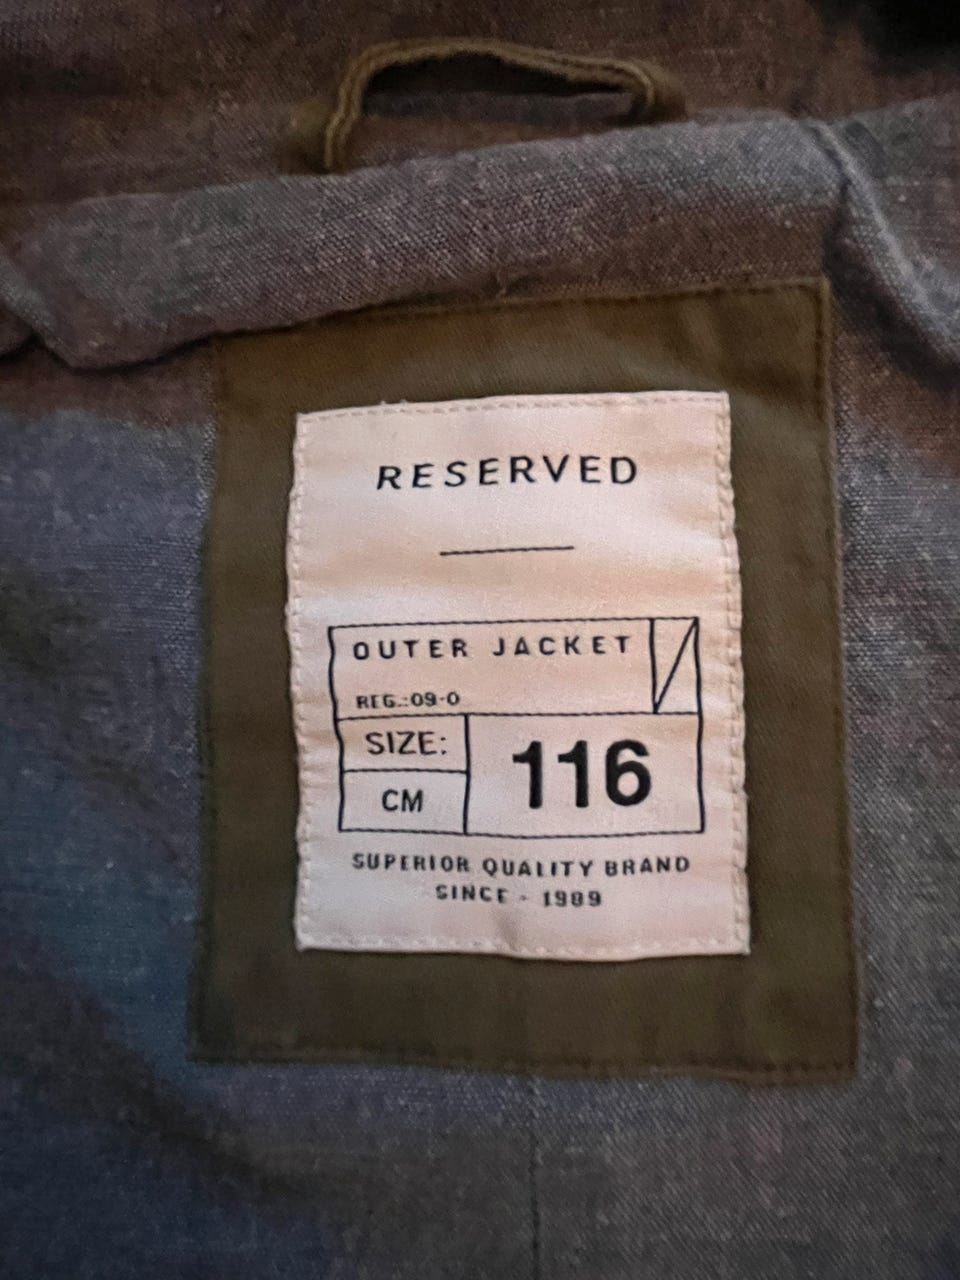 RESERVED
OUTER JACKET
REG.:09-0
SIZE:
116
CM
SUPERIOR QUALITY BRAND
SINCE - 1989